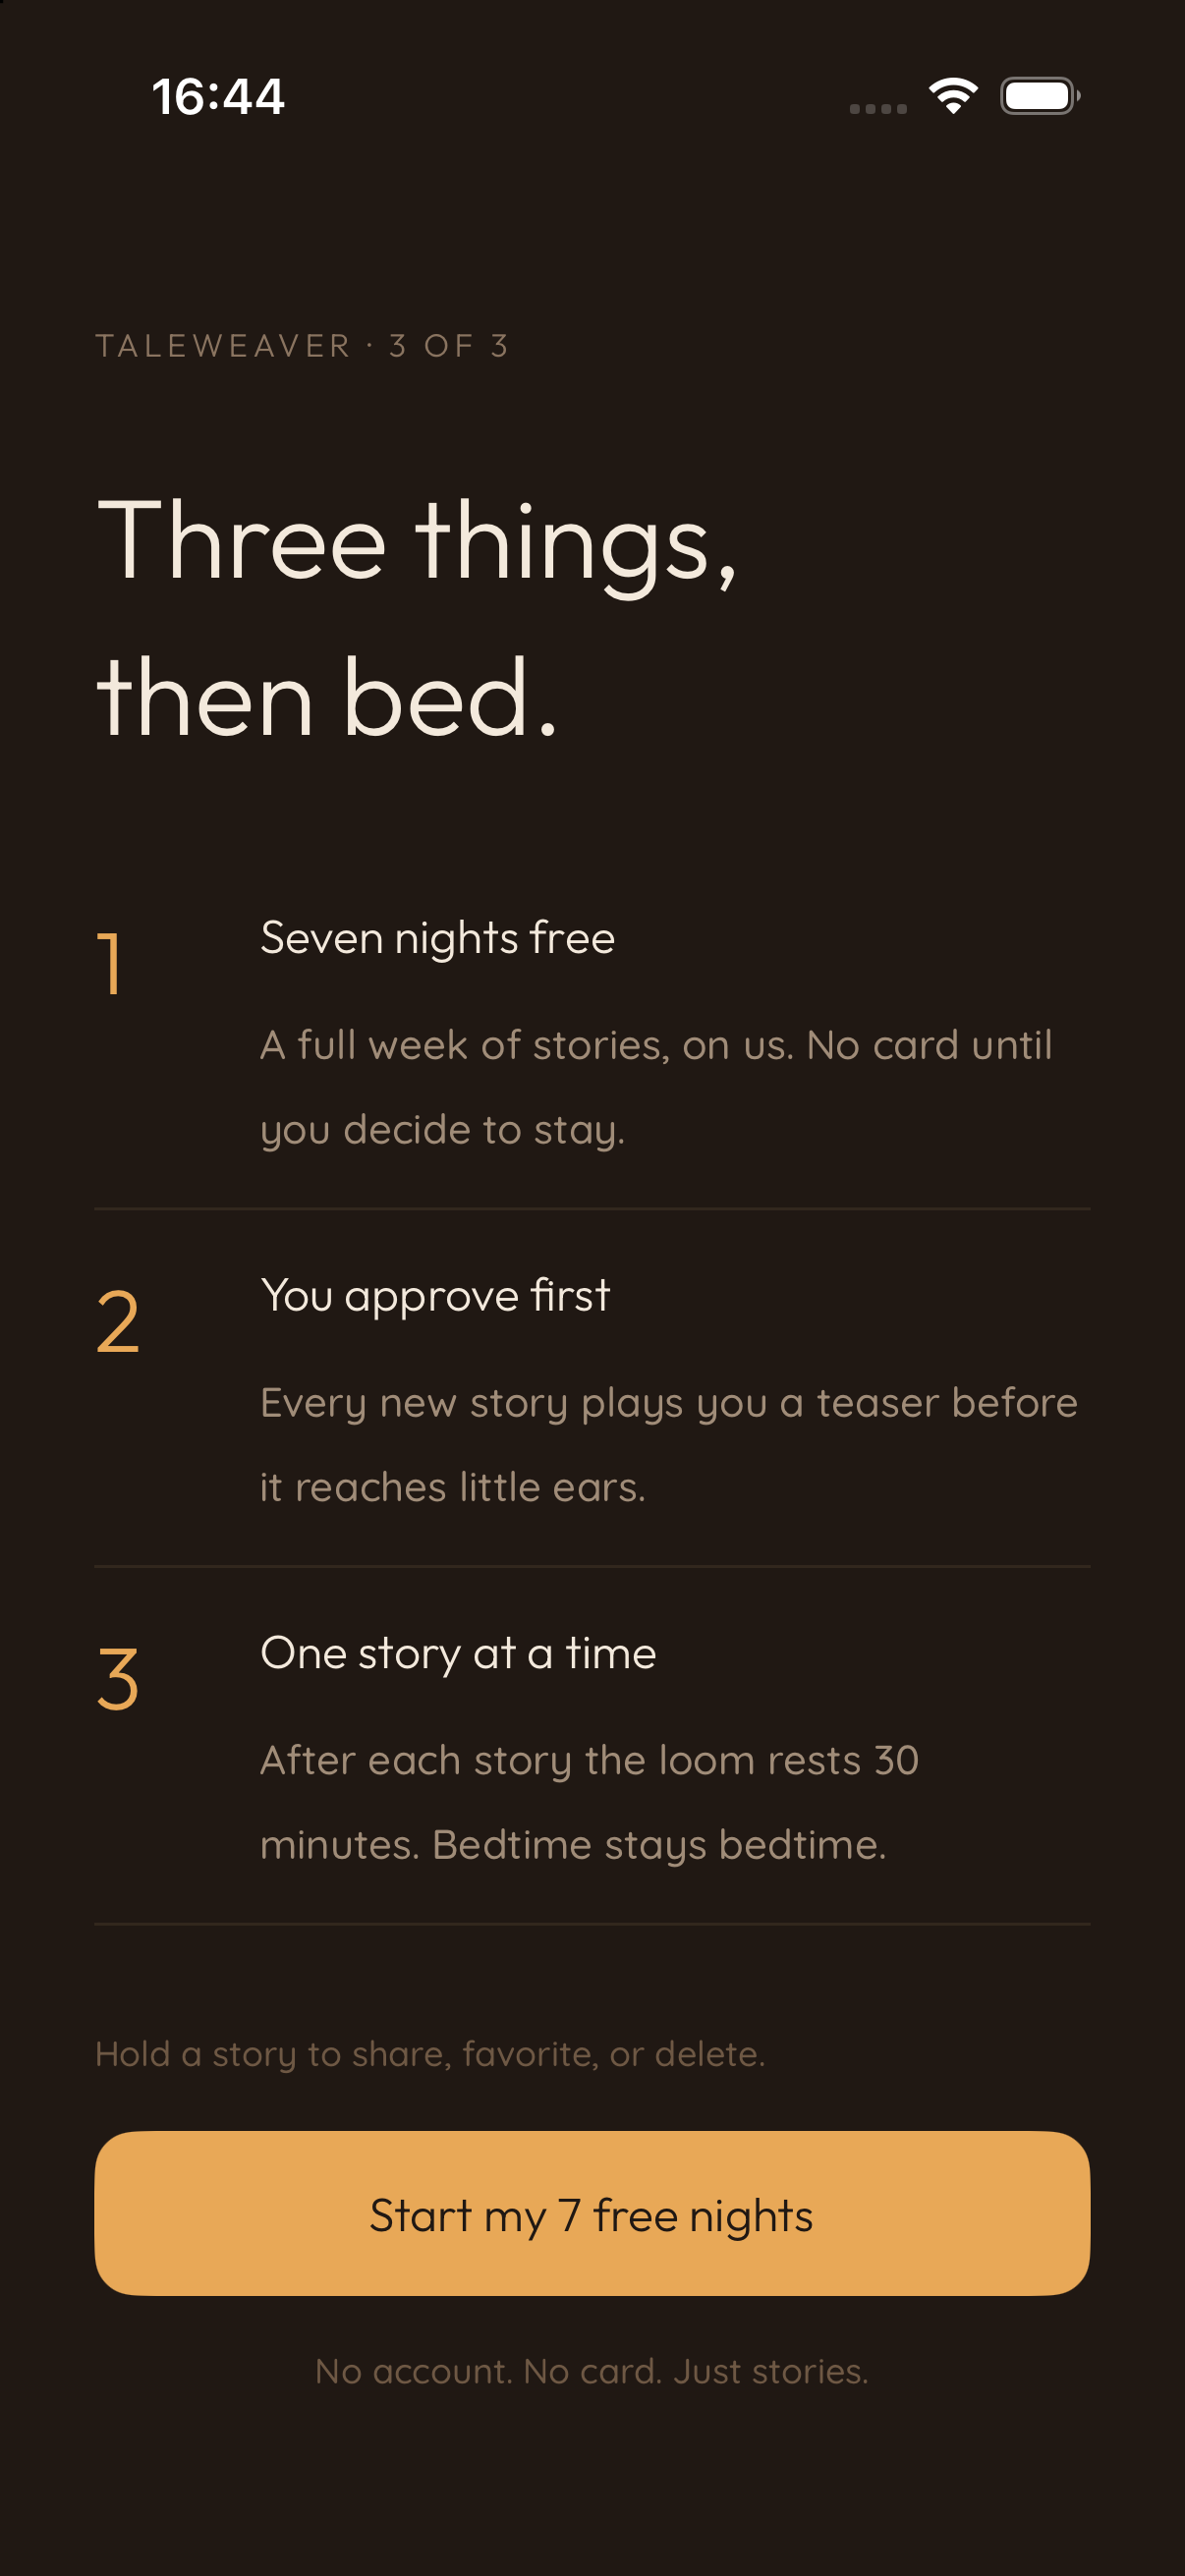 16:44
TALEWEAVER · 3 OF 3
Three things,
then bed.
1
Seven nights free
A full week of stories, on us. No card until
you decide to stay.
2
You approve first
Every new story plays you a teaser before
it reaches little ears.
3
One story at a time
After each story the loom rests 30
minutes. Bedtime stays bedtime.
Hold a story to share, favorite, or delete.
Start my 7 free nights
No account. No card. Just stories.